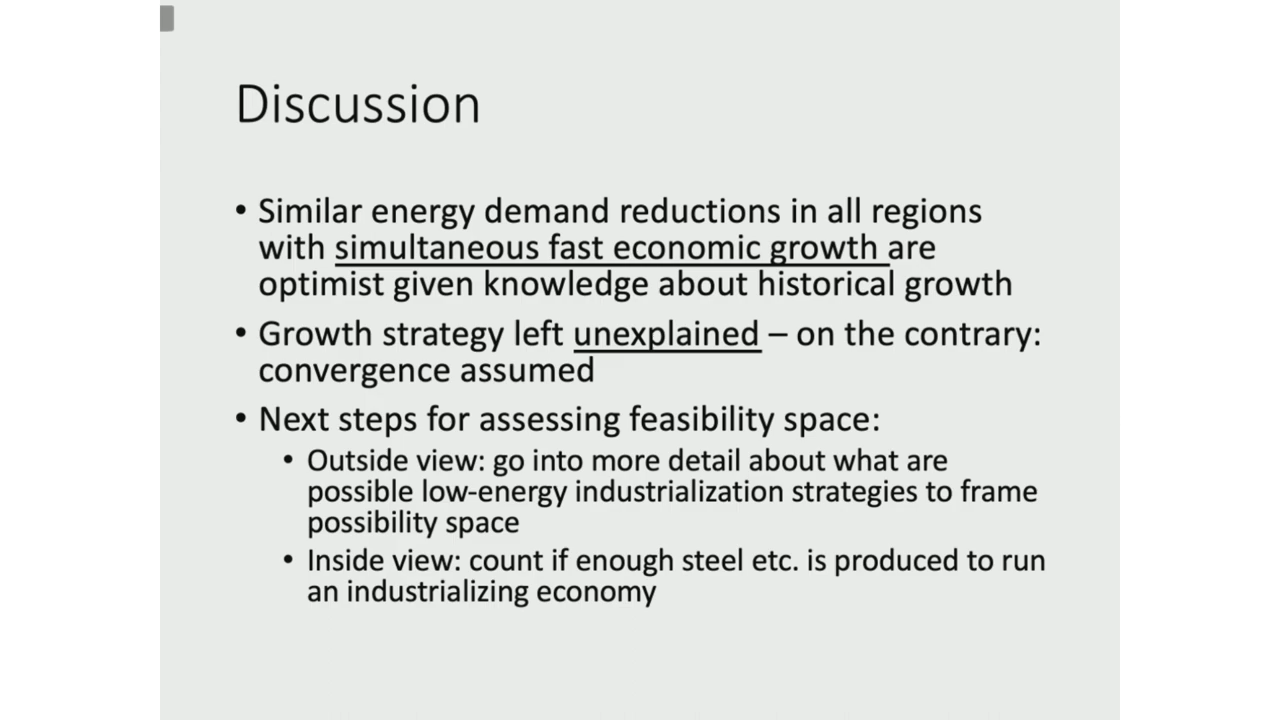 Discussion
• Similar energy demand reductions in all regions
with simultaneous fast economic growth are
optimist given knowledge about historical growth
• Growth strategy left unexplained – on the contrary:
convergence assumed
• Next steps for assessing feasibility space:
• Outside view: go into more detail about what are
possible low-energy industrialization strategies to frame
possibility space
• Inside view: count if enough steel etc. is produced to run
an industrializing economy